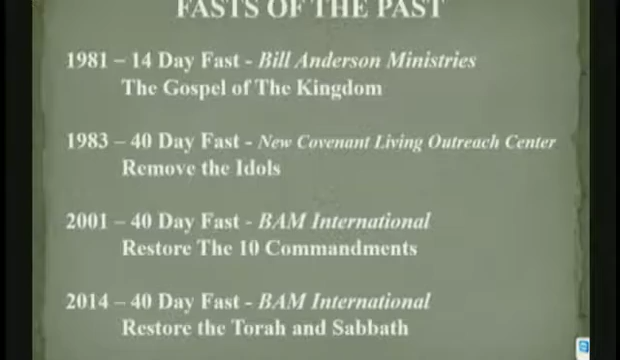 FASTS OF THE PAST
1981 – 14 Day Fast - Bill Anderson Ministries
The Gospel of The Kingdom
1983 – 40 Day Fast - New Covenant Living Outreach Center
Remove the Idols
2001 – 40 Day Fast - BAM International
Restore The 10 Commandments
2014 – 40 Day Fast - BAM International
Restore the Torah and Sabbath